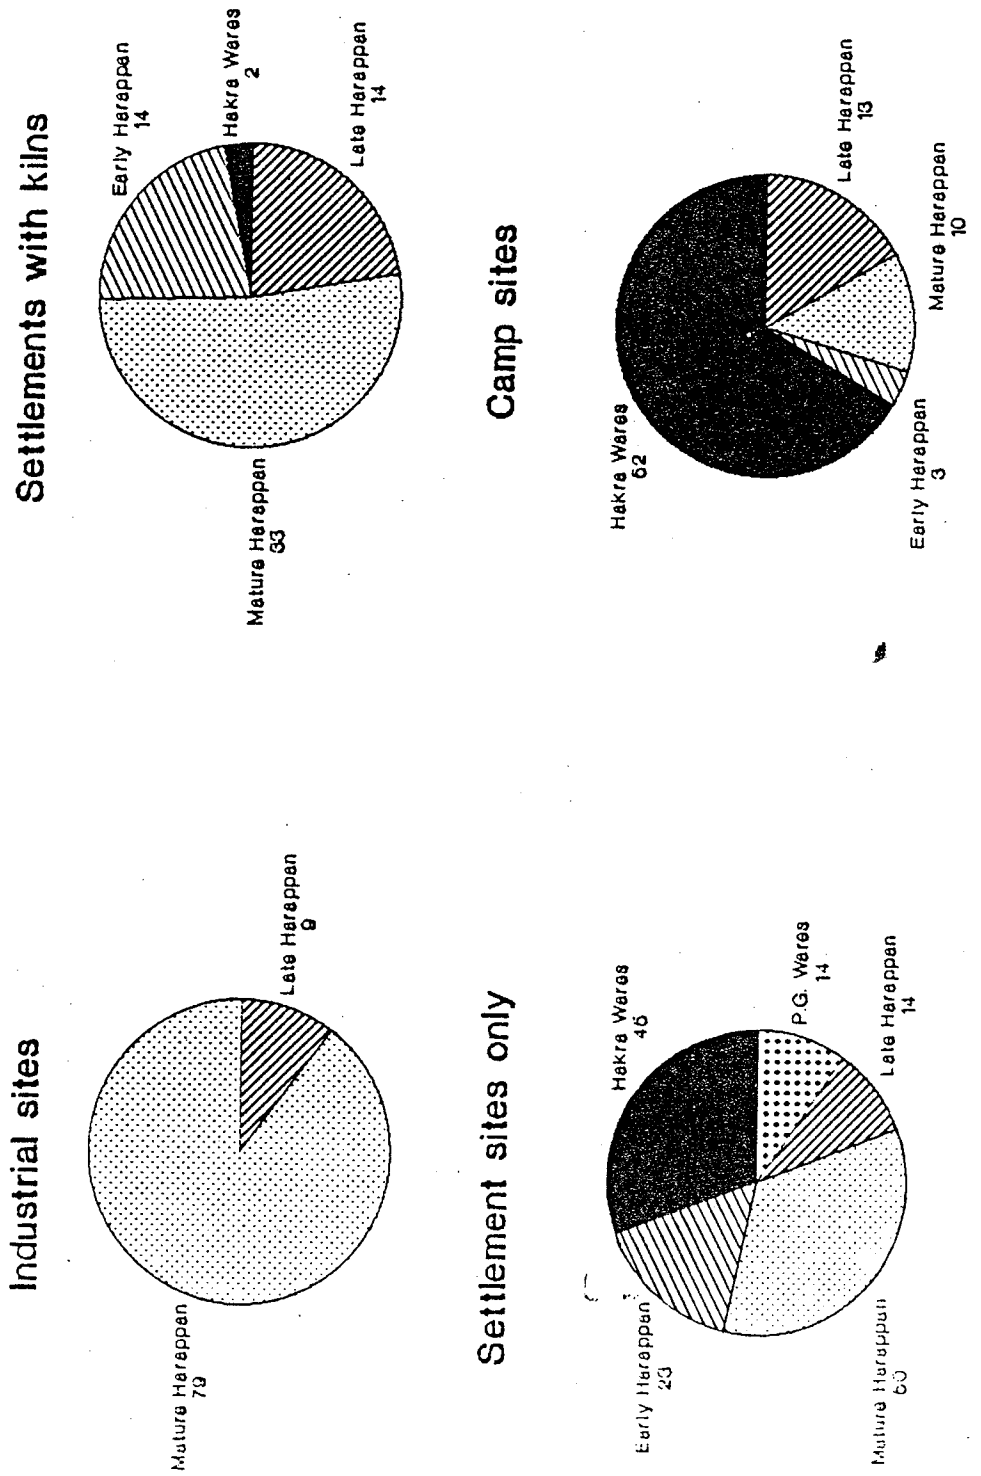 Industrial sites
Mature Harappan
79
Late Harappan
9
Settlements with kilns
Early Harappan
14
Hakra Wares
2
Mature Harappan
33
Late Harappan
14
Settlement sites only
Hakra Wares
45
Early Harappan
23
P.G. Wares
14
Late Harappan
14
Mature Harappan
50
Camp sites
Hakra Wares
52
Late Harappan
13
Early Harappan
3
Mature Harappan
10